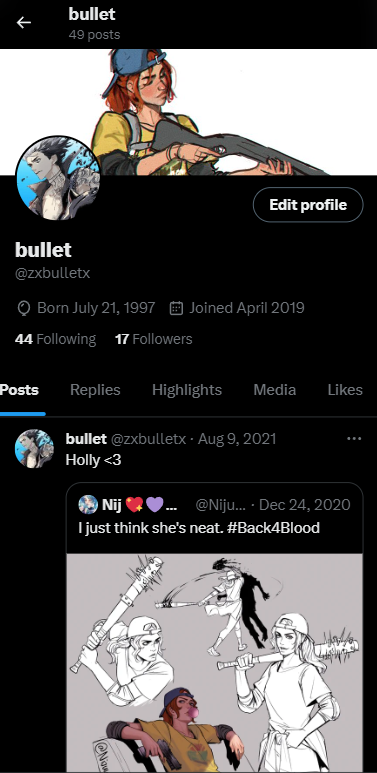 bullet
49 posts
Edit profile
bullet
@zxbulletx
Born July 21, 1997 Joined April 2019
44 Following 17 Followers
Posts Replies Highlights Media Likes
bullet @zxbulletx · Aug 9, 2021
Holly <3
Nij 💖💜... @Niju... · Dec 24, 2020
I just think she's neat. #Back4Blood